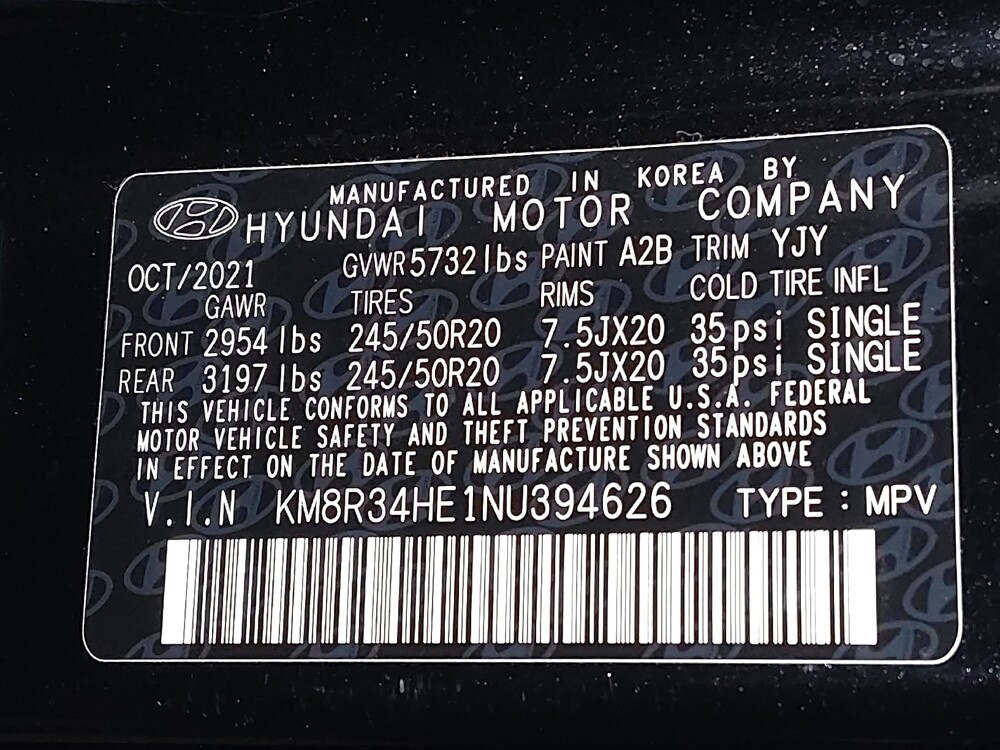 MANUFACTURED IN KOREA BY
HYUNDAI MOTOR COMPANY
OCT/2021 GVWR 5732 lbs PAINT A2B TRIM YJY
GAWR TIRES RIMS COLD TIRE INFL
FRONT 2954 lbs 245/50R20 7.5JX20 35psi SINGLE
REAR 3197 lbs 245/50R20 7.5JX20 35psi SINGLE
THIS VEHICLE CONFORMS TO ALL APPLICABLE U.S.A. FEDERAL
MOTOR VEHICLE SAFETY AND THEFT PREVENTION STANDARDS
IN EFFECT ON THE DATE OF MANUFACTURE SHOWN ABOVE
V.I.N KM8R34HE1NU394626 TYPE : MPV